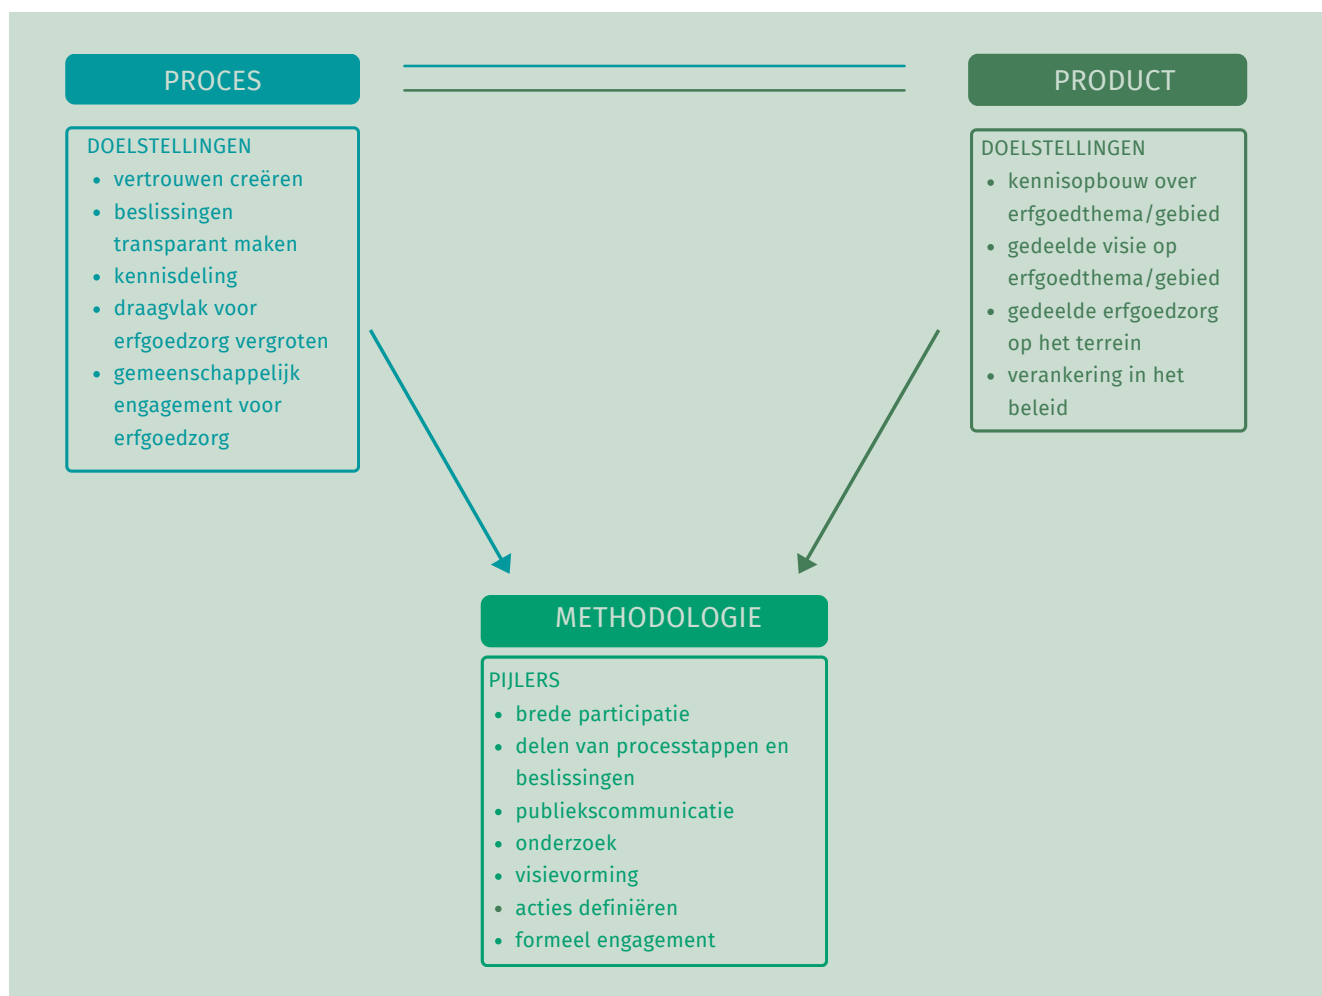 PROCES
DOELSTELLINGEN
• vertrouwen creëren
• beslissingen
transparant maken
• kennisdeling
• draagvlak voor
erfgoedzorg vergroten
• gemeenschappelijk
engagement voor
erfgoedzorg
PRODUCT
DOELSTELLINGEN
• kennisopbouw over
erfgoedthema/gebied
• gedeelde visie op
erfgoedthema/gebied
• gedeelde erfgoedzorg
op het terrein
• verankering in het
beleid
METHODOLOGIE
PIJLERS
• brede participatie
• delen van processtappen en
beslissingen
• publiekscommunicatie
• onderzoek
• visievorming
• acties definiëren
• formeel engagement